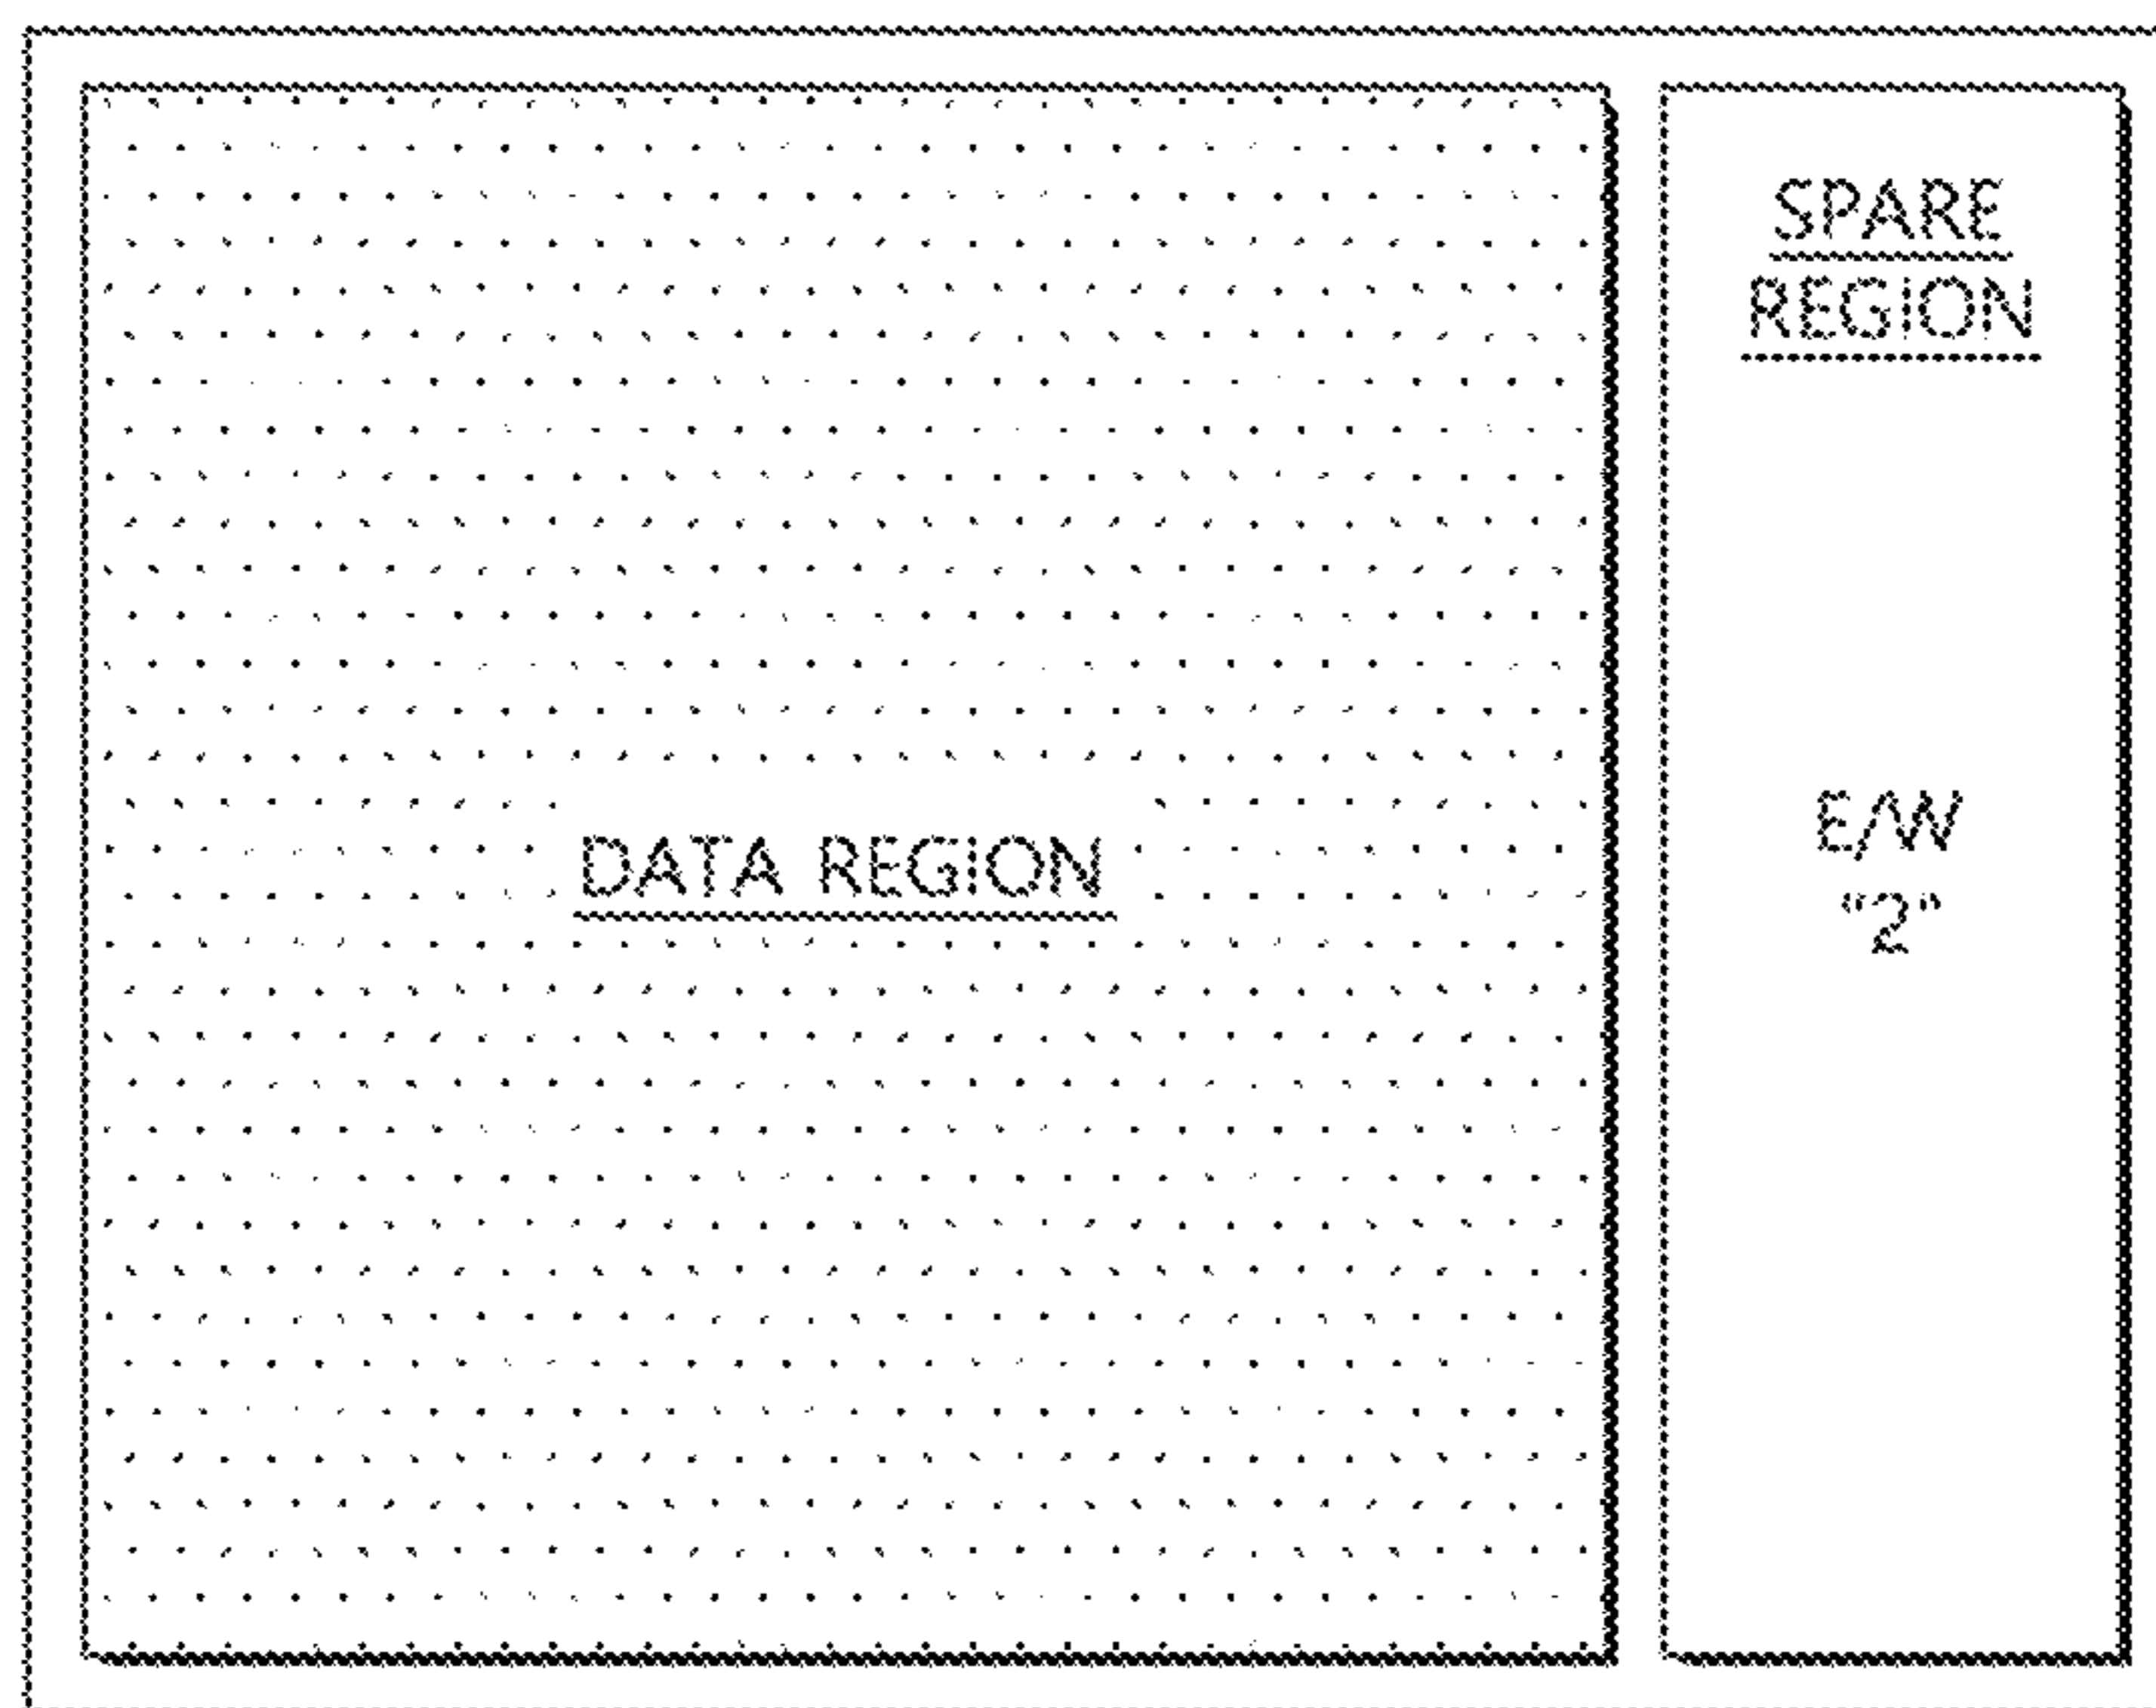 SPARE
REGION
DATA REGION
E/W
“2”